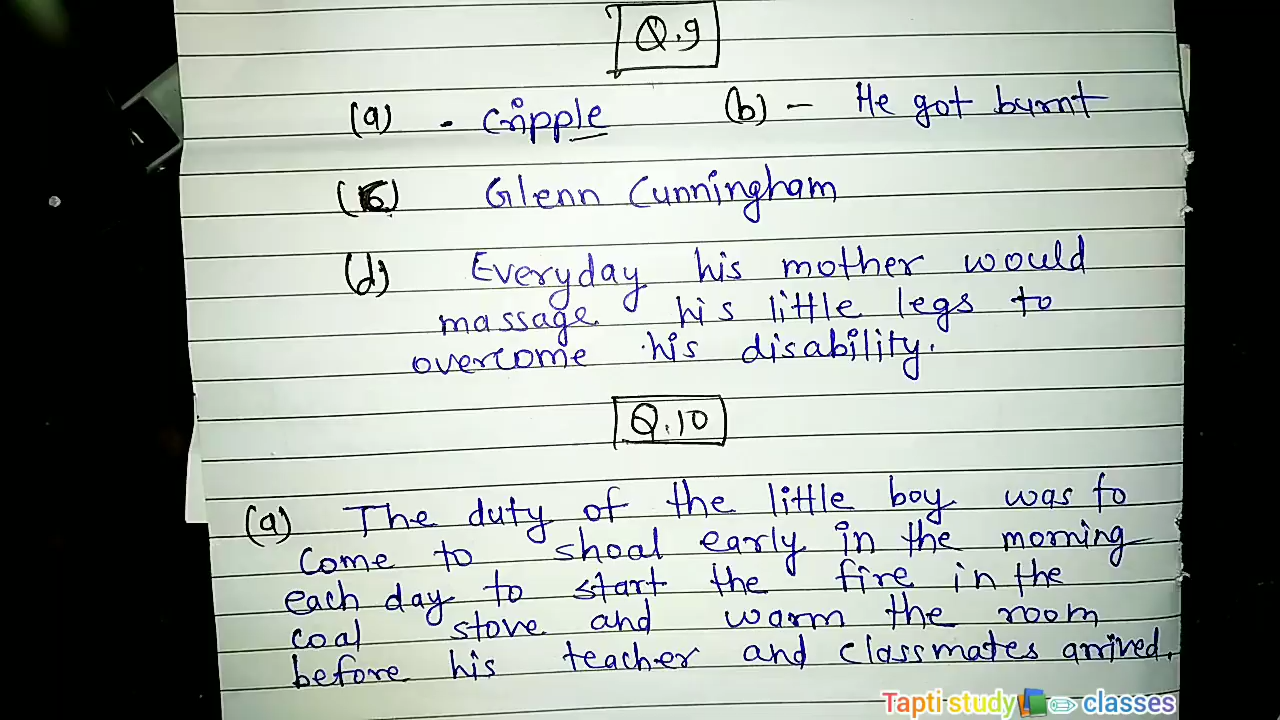 Q.9
(a) - cripple (b) - He got burnt
(c) Glenn Cunningham
(d) Everyday his mother would
massage his little legs to
overcome his disability.
Q.10
(a) The duty of the little boy was to
come to shoal early in the morning
each day to start the fire in the
coal stove and warm the room
before his teacher and classmates arrived.
Tapti study classes